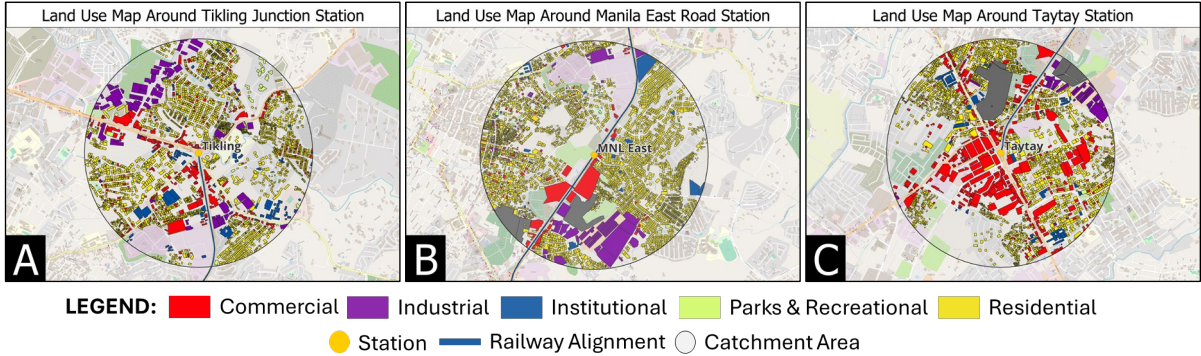 Land Use Map Around Tikling Junction Station
Land Use Map Around Manila East Road Station
Land Use Map Around Taytay Station
Tikling
MNL East
Taytay
A
B
C
LEGEND: Commercial Industrial Institutional Parks & Recreational Residential
Station Railway Alignment Catchment Area